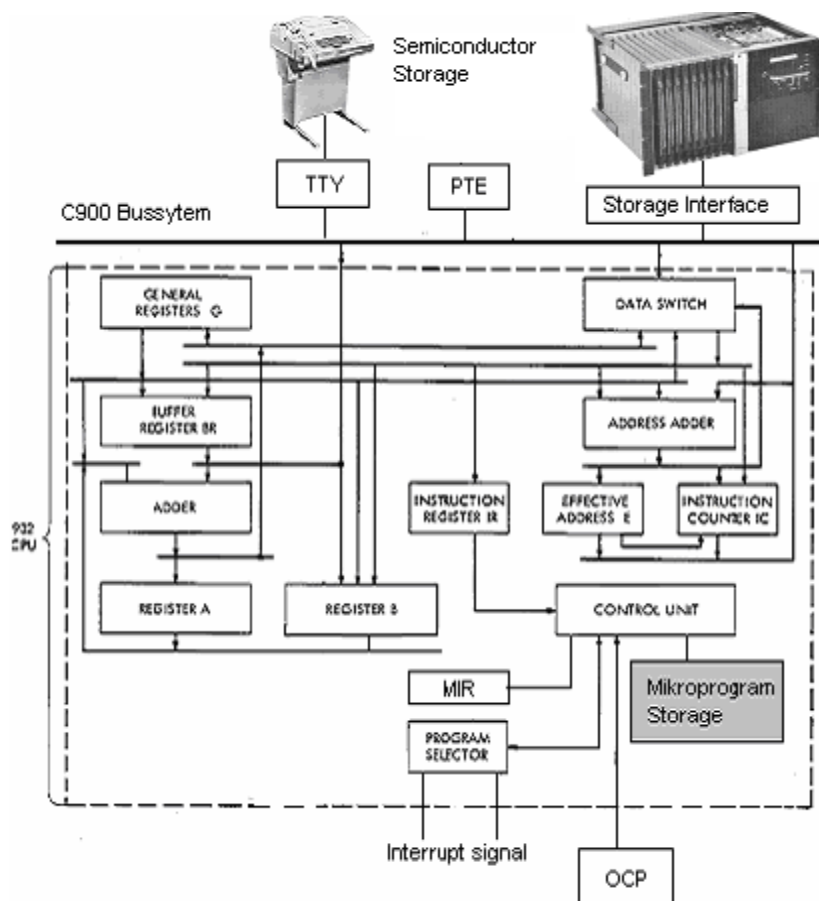 Semiconductor
Storage
TTY
PTE
C900 Bussytem
Storage Interface
GENERAL
REGISTERS G
DATA SWITCH
BUFFER
REGISTER BR
ADDRESS ADDER
ADDER
INSTRUCTION
REGISTER IR
EFFECTIVE
ADDRESS E
INSTRUCTION
COUNTER IC
932
CPU
REGISTER A
REGISTER B
CONTROL UNIT
MIR
Mikroprogram
Storage
PROGRAM
SELECTOR
Interrupt signal
OCP